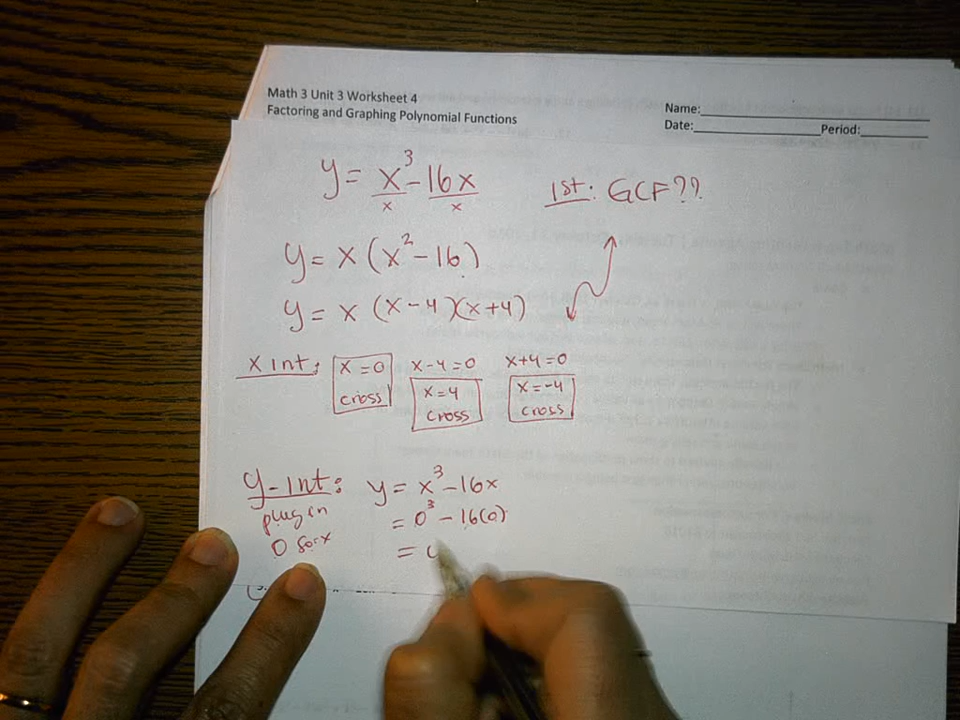 Math 3 Unit 3 Worksheet 4
Factoring and Graphing Polynomial Functions
Name:
Date: Period:
y = x³ - 16x
x x
1st: GCF??
y = x (x² - 16)
y = x (x - 4)(x + 4)
x int: x = 0 x - 4 = 0 x + 4 = 0
cross x = 4 x = -4
cross cross
y-int: y = x³ - 16x
plug in = 0³ - 16(0)
0 for x
=